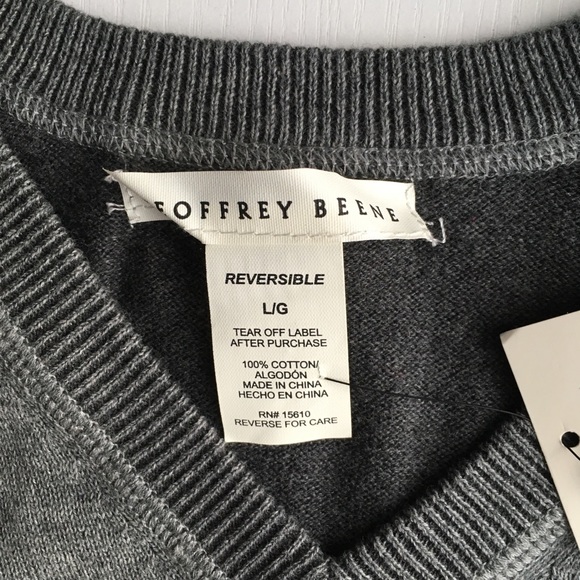 EOFFREY BEENE
REVERSIBLE
L/G
TEAR OFF LABEL
AFTER PURCHASE
100% COTTON/
ALGODÓN
MADE IN CHINA
HECHO EN CHINA
RN# 15610
REVERSE FOR CARE